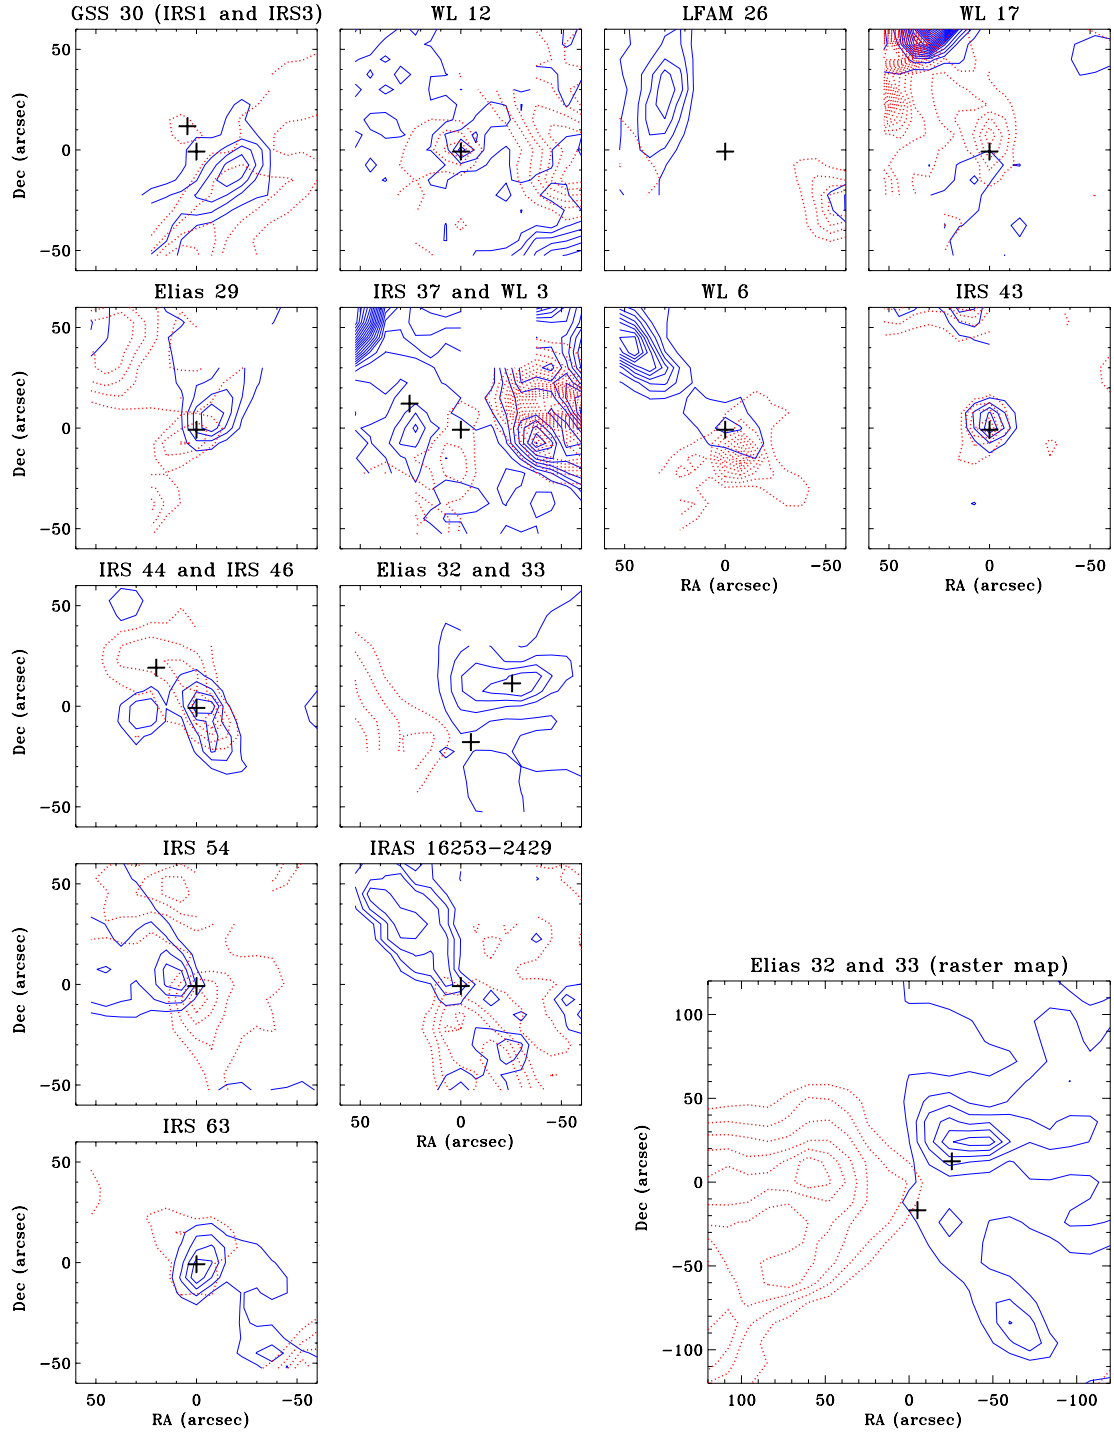 GSS 30 (IRS1 and IRS3) WL 12 LFAM 26 WL 17
50
0
−50
Dec (arcsec)
Elias 29 IRS 37 and WL 3 WL 6 IRS 43
50
0
−50
Dec (arcsec)
50 0 −50 50 0 −50
RA (arcsec) RA (arcsec)
IRS 44 and IRS 46 Elias 32 and 33
50
0
−50
Dec (arcsec)
IRS 54 IRAS 16253−2429
50
0
−50
Dec (arcsec)
50 0 −50
RA (arcsec)
IRS 63
50
0
−50
Dec (arcsec)
50 0 −50
RA (arcsec)
Elias 32 and 33 (raster map)
100
50
0
−50
−100
Dec (arcsec)
100 50 0 −50 −100
RA (arcsec)